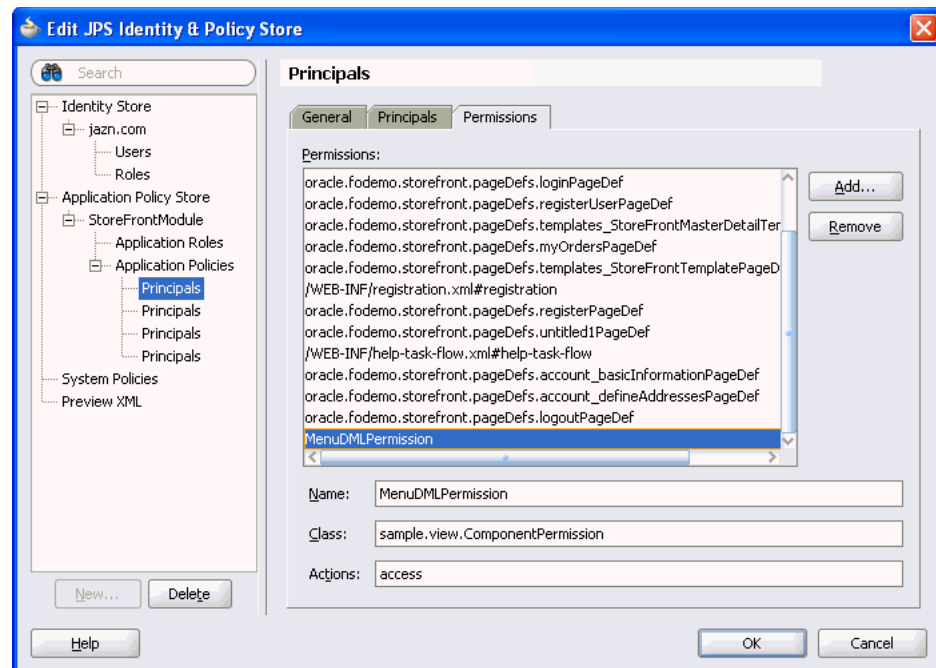 Edit JPS Identity & Policy Store
Search
Identity Store
jazn.com
Users
Roles
Application Policy Store
StoreFrontModule
Application Roles
Application Policies
Principals
Principals
Principals
Principals
System Policies
Preview XML
New...
Delete
Principals
General Principals Permissions
Permissions:
oracle.fodemo.storefront.pageDefs.loginPageDef
oracle.fodemo.storefront.pageDefs.registerUserPageDef
oracle.fodemo.storefront.pageDefs.templates_StoreFrontMasterDetailTer
oracle.fodemo.storefront.pageDefs.myOrdersPageDef
oracle.fodemo.storefront.pageDefs.templates_StoreFrontTemplatePageD
/WEB-INF/registration.xml#registration
oracle.fodemo.storefront.pageDefs.registerPageDef
oracle.fodemo.storefront.pageDefs.untitled1PageDef
/WEB-INF/help-task-flow.xml#help-task-flow
oracle.fodemo.storefront.pageDefs.account_basicInformationPageDef
oracle.fodemo.storefront.pageDefs.account_defineAddressesPageDef
oracle.fodemo.storefront.pageDefs.logoutPageDef
MenuDMLPermission
Add...
Remove
Name: MenuDMLPermission
Class: sample.view.ComponentPermission
Actions: access
Help
OK
Cancel